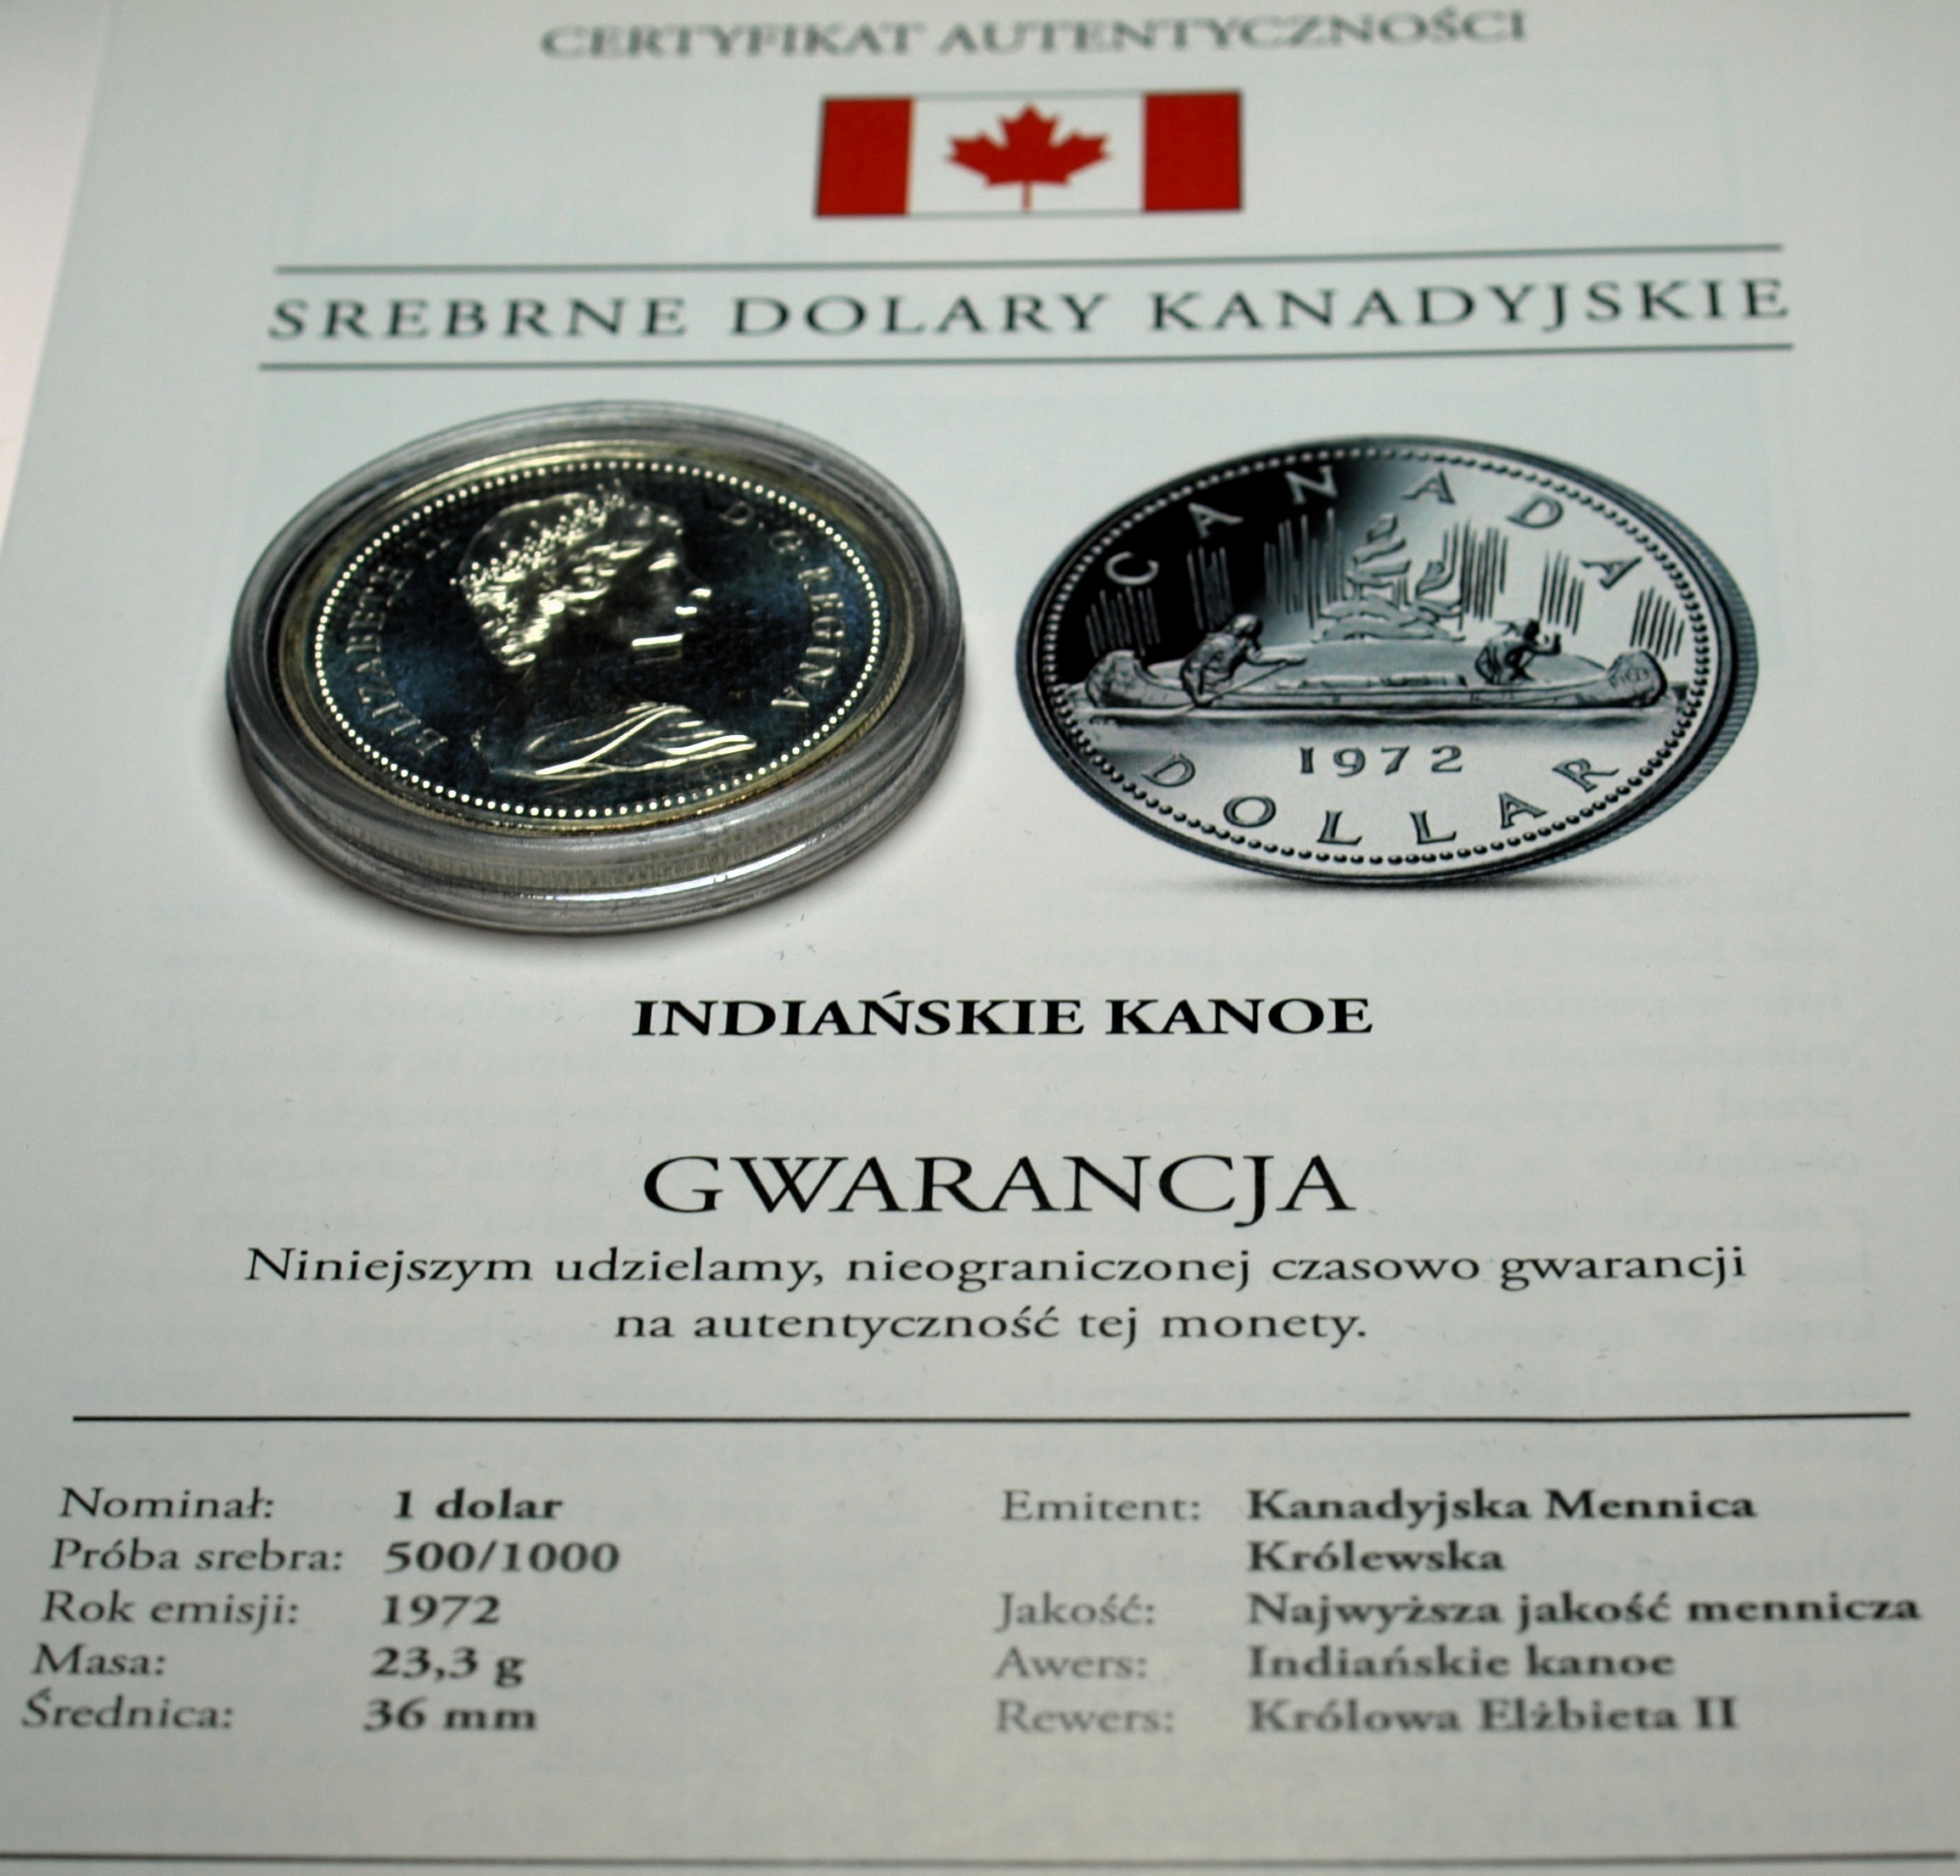 CERTYFIKAT AUTENTYCZNOŚCI
SREBRNE DOLARY KANADYJSKIE
ELIZABETH II D·G·REGINA
CANADA
1972
DOLLAR
INDIAŃSKIE KANOE
GWARANCJA
Niniejszym udzielamy, nieograniczonej czasowo gwarancji
na autentyczność tej monety.
Nominał: 1 dolar
Próba srebra: 500/1000
Rok emisji: 1972
Masa: 23,3 g
Średnica: 36 mm
Emitent: Kanadyjska Mennica
Królewska
Jakość: Najwyższa jakość mennicza
Awers: Indiańskie kanoe
Rewers: Królowa Elżbieta II